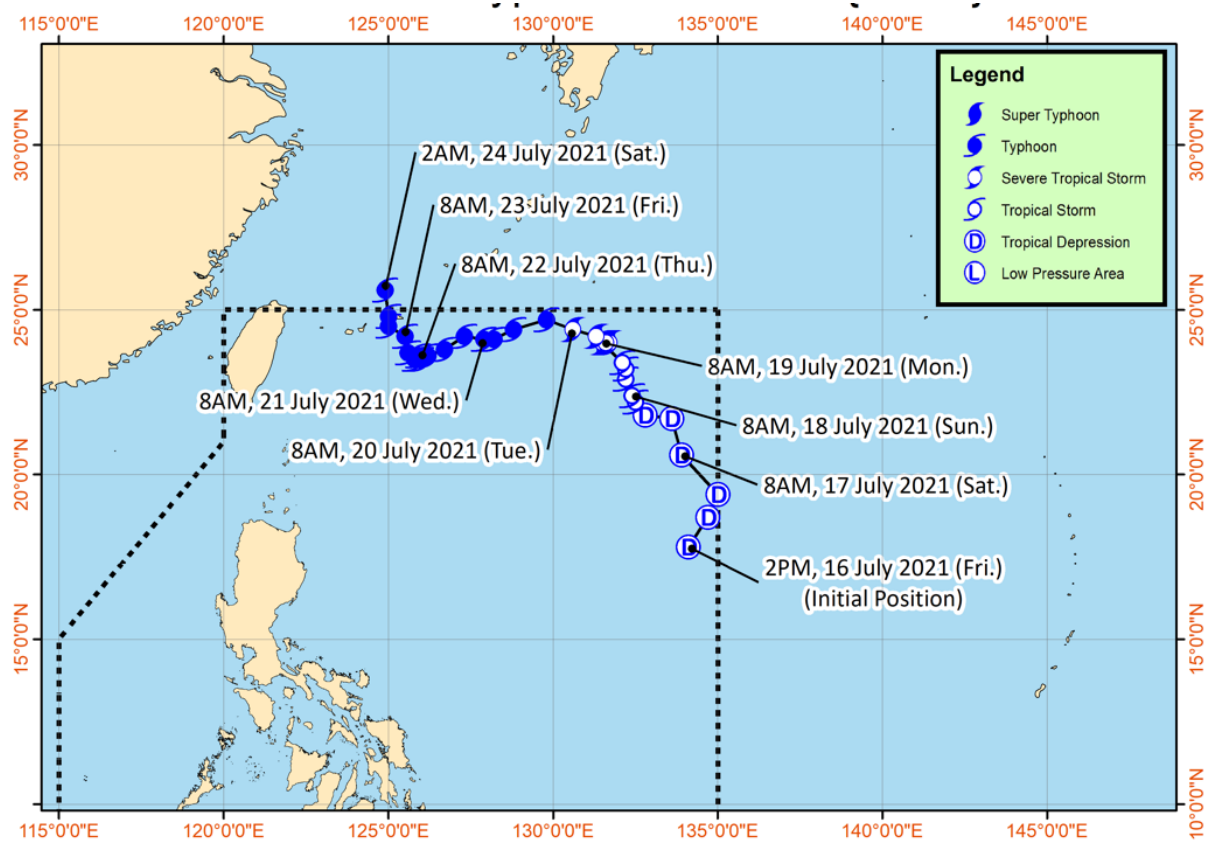 115°0'0"E 120°0'0"E 125°0'0"E 130°0'0"E 135°0'0"E 140°0'0"E 145°0'0"E
Legend
Super Typhoon
Typhoon
Severe Tropical Storm
Tropical Storm
D Tropical Depression
L Low Pressure Area
30°0'0"N
30°0'0"N
2AM, 24 July 2021 (Sat.)
8AM, 23 July 2021 (Fri.)
8AM, 22 July 2021 (Thu.)
25°0'0"N
25°0'0"N
8AM, 19 July 2021 (Mon.)
8AM, 21 July 2021 (Wed.)
8AM, 18 July 2021 (Sun.)
8AM, 20 July 2021 (Tue.)
D D
D
20°0'0"N
20°0'0"N
8AM, 17 July 2021 (Sat.)
D
D
D
2PM, 16 July 2021 (Fri.)
(Initial Position)
15°0'0"N
15°0'0"N
10°0'0"N
10°0'0"N
115°0'0"E 120°0'0"E 125°0'0"E 130°0'0"E 135°0'0"E 140°0'0"E 145°0'0"E